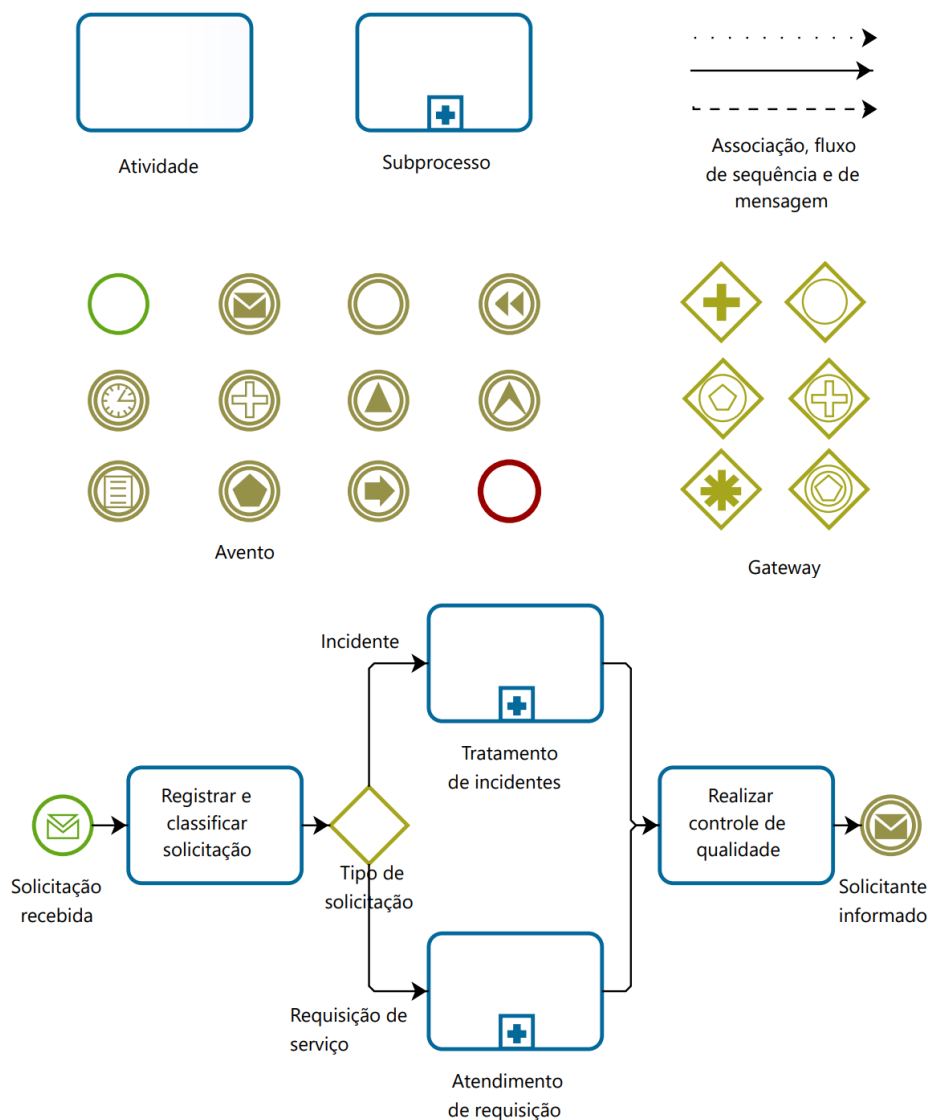 Atividade
Subprocesso
Associação, fluxo
de sequência e de
mensagem
Avento
Gateway
Incidente
Tratamento
de incidentes
Registrar e
classificar
solicitação
Realizar
controle de
qualidade
Solicitação
recebida
Tipo de
solicitação
Solicitante
informado
Requisição de
serviço
Atendimento
de requisição